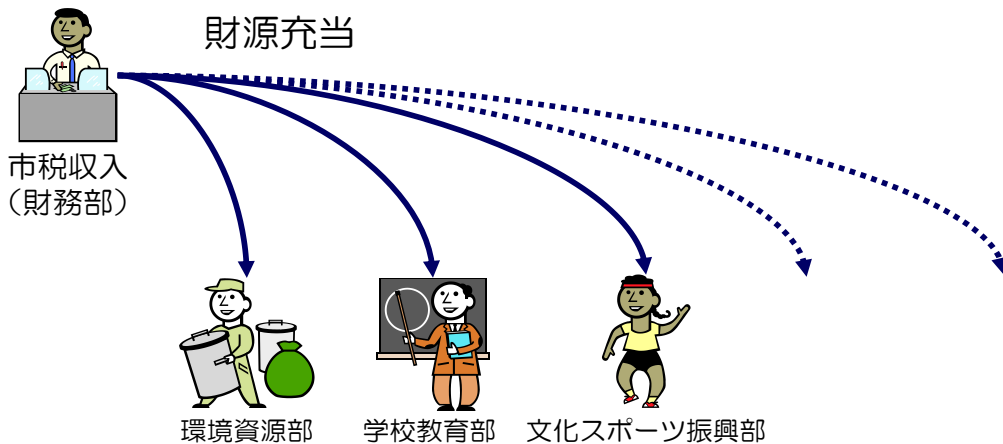 財源充当
市税収入
（財務部）
環境資源部
学校教育部
文化スポーツ振興部